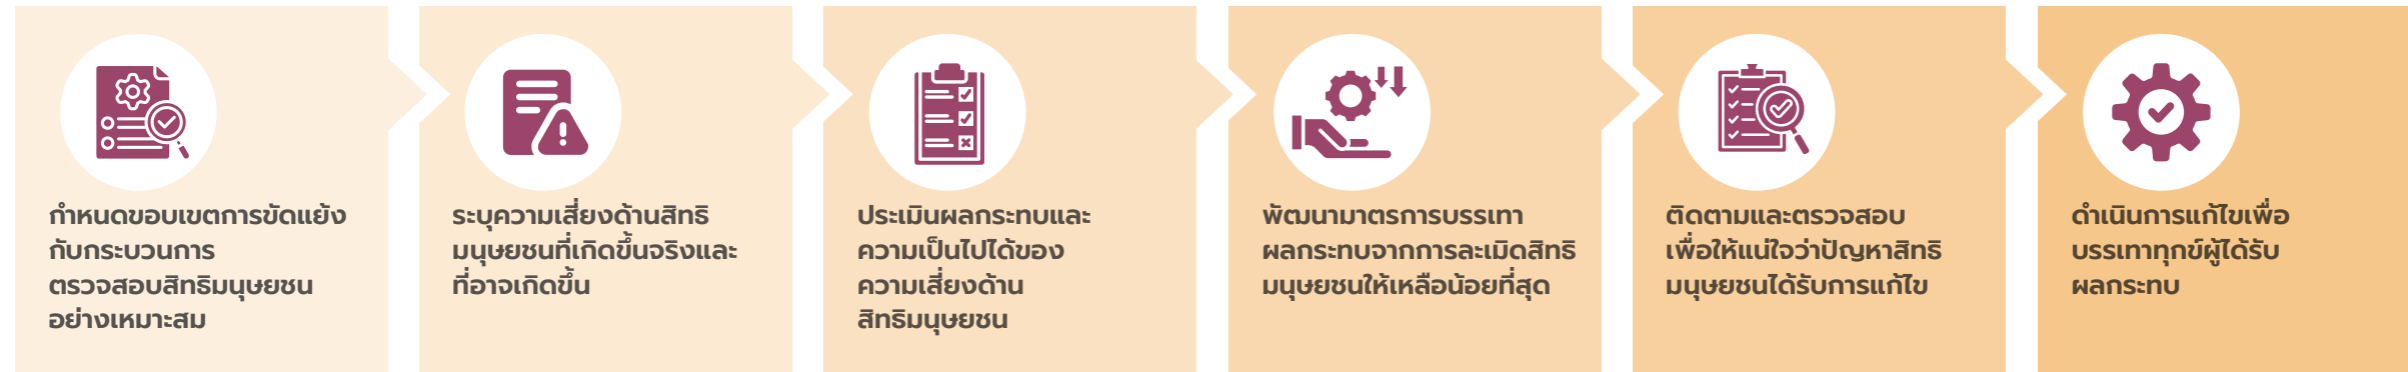 กำหนดขอบเขตการขัดแย้ง
กับกระบวนการ
ตรวจสอบสิทธิมนุษยชน
อย่างเหมาะสม
ระบุความเสี่ยงด้านสิทธิ
มนุษยชนที่เกิดขึ้นจริงและ
ที่อาจเกิดขึ้น
ประเมินผลกระทบและ
ความเป็นไปได้ของ
ความเสี่ยงด้าน
สิทธิมนุษยชน
พัฒนามาตรการบรรเทา
ผลกระทบจากการละเมิดสิทธิ
มนุษยชนให้เหลือน้อยที่สุด
ติดตามและตรวจสอบ
เพื่อให้แน่ใจว่าปัญหาสิทธิ
มนุษยชนได้รับการแก้ไข
ดำเนินการแก้ไขเพื่อ
บรรเทาทุกข์ผู้ได้รับ
ผลกระทบ